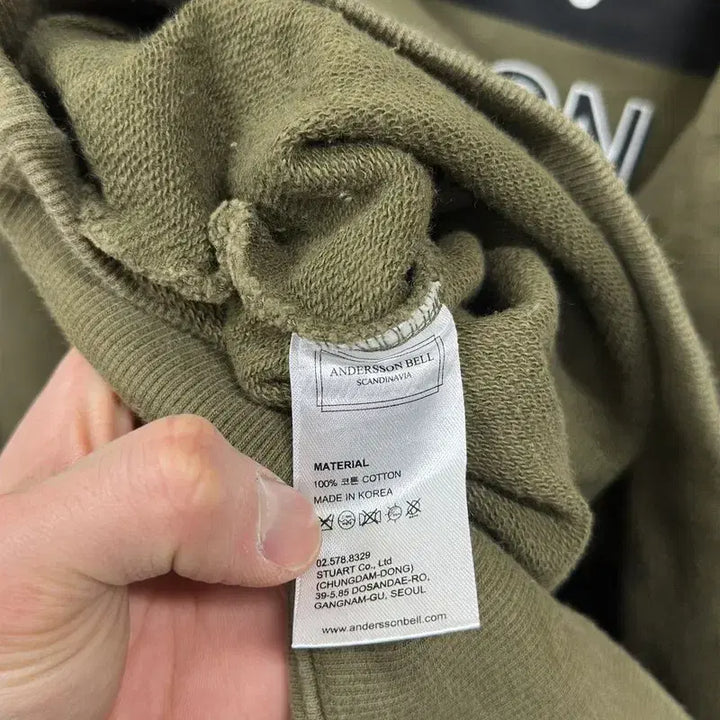 ON
ANDERSSON BELL
SCANDINAVIA
MATERIAL
100% 코튼 COTTON
MADE IN KOREA
02.578.8329
STUART Co., Ltd
(CHUNGDAM-DONG)
39-5,85 DOSANDAE-RO,
GANGNAM-GU, SEOUL
www.anderssonbell.com